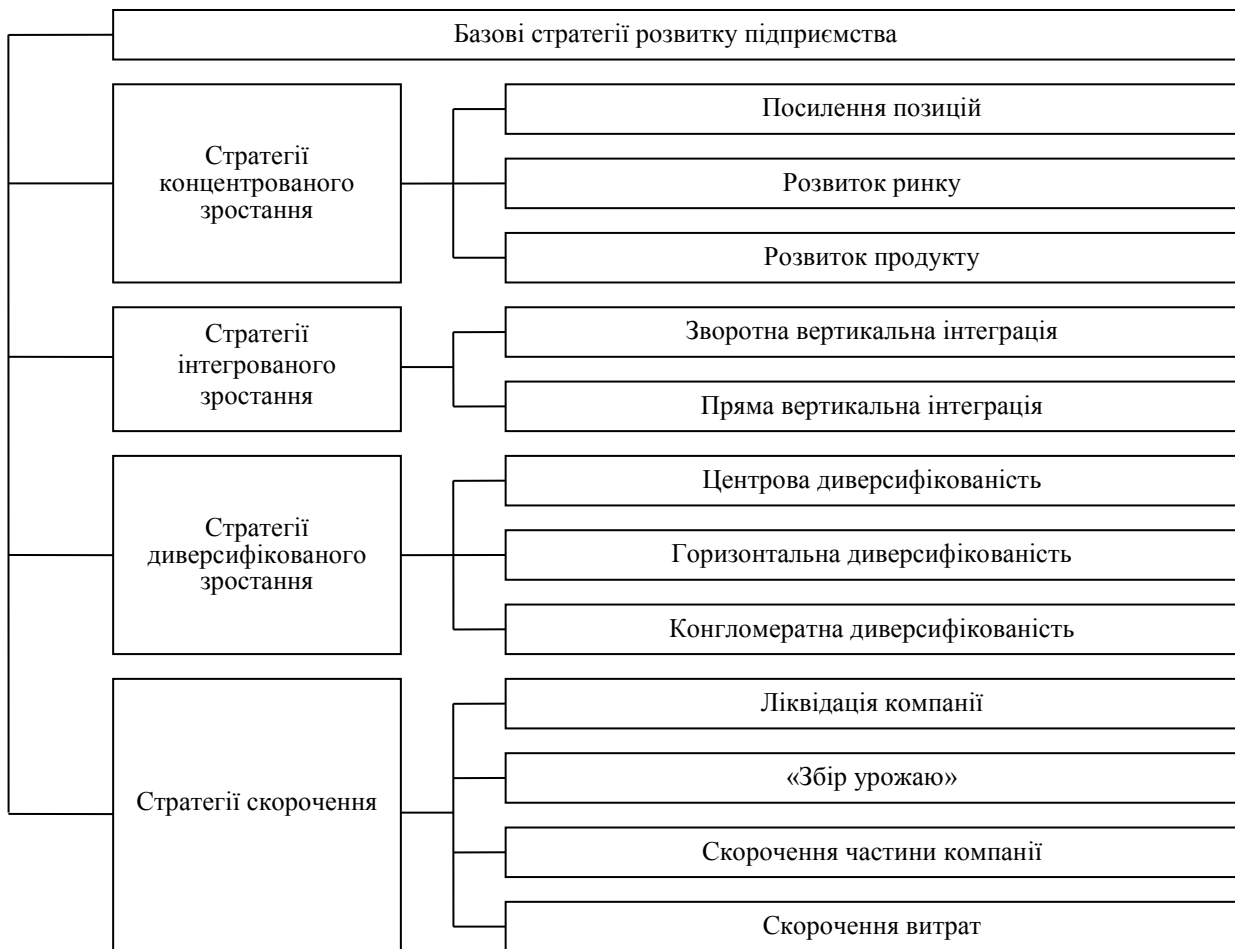 Базові стратегії розвитку підприємства
Стратегії
концентрованого
зростання
Посилення позицій
Розвиток ринку
Розвиток продукту
Стратегії
інтегрованого
зростання
Зворотна вертикальна інтеграція
Пряма вертикальна інтеграція
Стратегії
диверсифікованого
зростання
Центрова диверсифікованість
Горизонтальна диверсифікованість
Конгломератна диверсифікованість
Стратегії скорочення
Ліквідація компанії
«Збір урожаю»
Скорочення частини компанії
Скорочення витрат